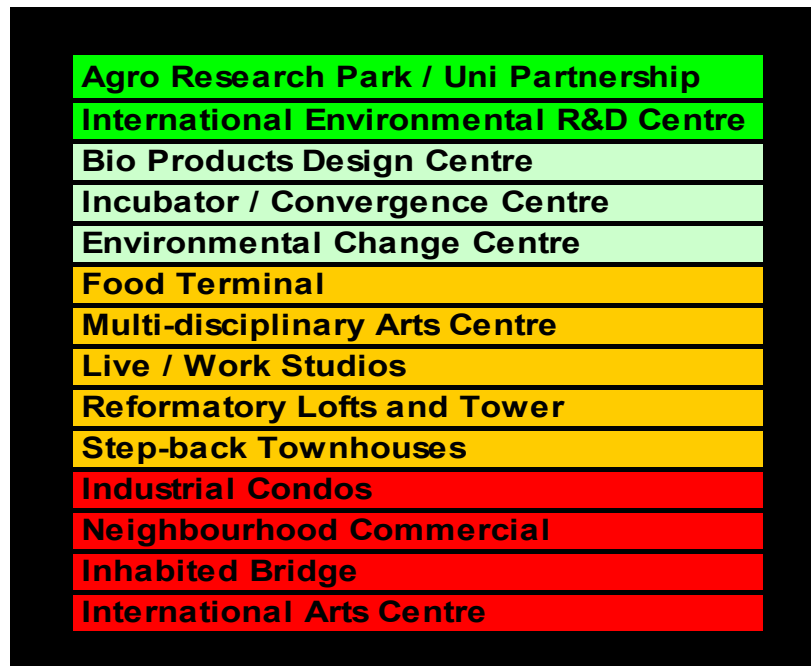 Agro Research Park / Uni Partnership
International Environmental R&D Centre
Bio Products Design Centre
Incubator / Convergence Centre
Environmental Change Centre
Food Terminal
Multi-disciplinary Arts Centre
Live / Work Studios
Reformatory Lofts and Tower
Step-back Townhouses
Industrial Condos
Neighbourhood Commercial
Inhabited Bridge
International Arts Centre